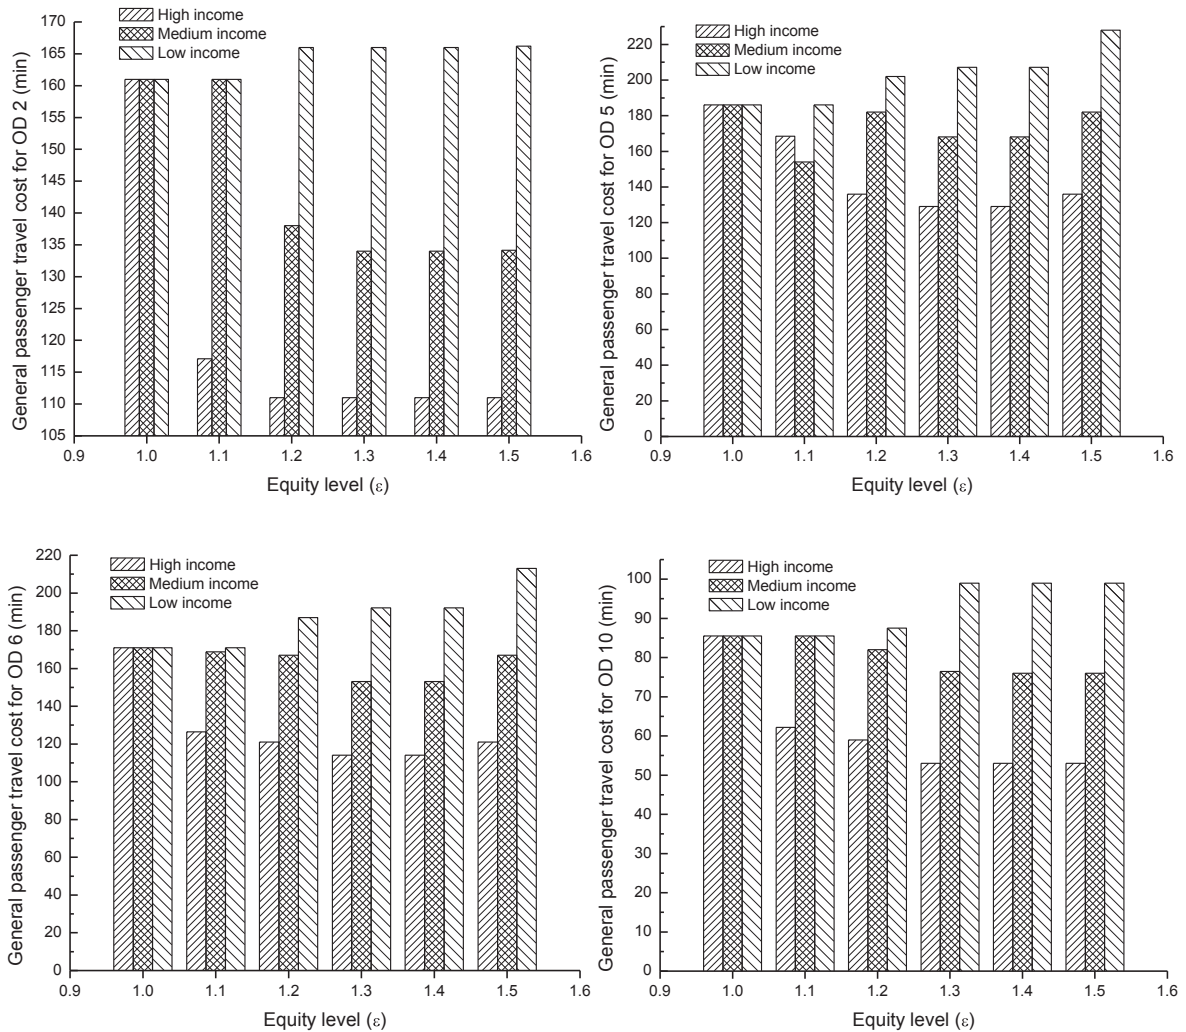 High income
Medium income
Low income
General passenger travel cost for OD 2 (min)
170
165
160
155
150
145
140
135
130
125
120
115
110
105
0.9 1.0 1.1 1.2 1.3 1.4 1.5 1.6
Equity level (ε)
High income
Medium income
Low income
General passenger travel cost for OD 5 (min)
220
200
180
160
140
120
100
80
60
40
20
0
0.9 1.0 1.1 1.2 1.3 1.4 1.5 1.6
Equity level (ε)
High income
Medium income
Low income
General passenger travel cost for OD 6 (min)
220
200
180
160
140
120
100
80
60
40
20
0
0.9 1.0 1.1 1.2 1.3 1.4 1.5 1.6
Equity level (ε)
High income
Medium income
Low income
General passenger travel cost for OD 10 (min)
100
90
80
70
60
50
40
30
20
10
0
0.9 1.0 1.1 1.2 1.3 1.4 1.5 1.6
Equity level (ε)